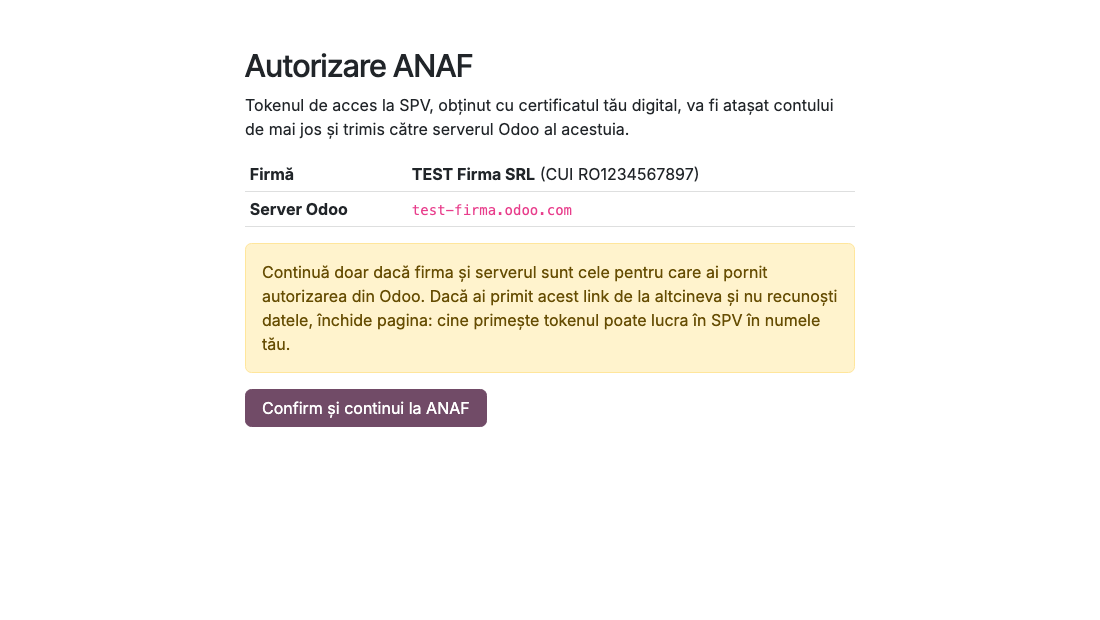 Autorizare ANAF
Tokenul de acces la SPV, obținut cu certificatul tău digital, va fi atașat contului
de mai jos și trimis către serverul Odoo al acestuia.
Firmă TEST Firma SRL (CUI RO1234567897)
Server Odoo test-firma.odoo.com
Continuă doar dacă firma și serverul sunt cele pentru care ai pornit
autorizarea din Odoo. Dacă ai primit acest link de la altcineva și nu recunoști
datele, închide pagina: cine primește tokenul poate lucra în SPV în numele
tău.
Confirm și continui la ANAF